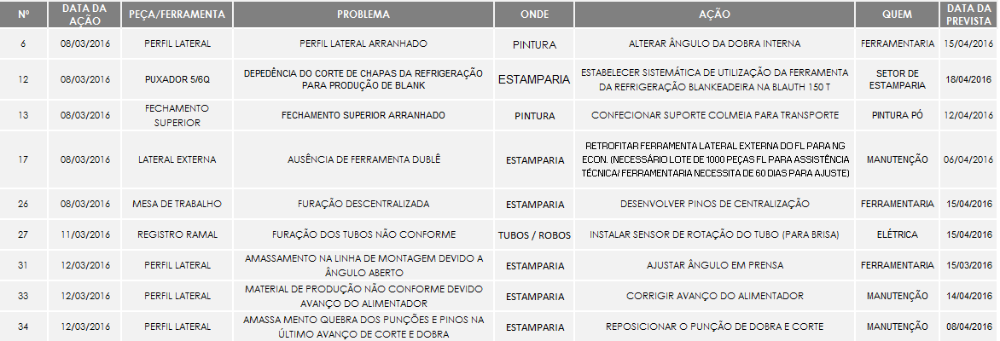 Nº DATA DA AÇÃO PEÇA/FERRAMENTA PROBLEMA ONDE AÇÃO QUEM DATA DA PREVISTA
6 08/03/2016 PERFIL LATERAL PERFIL LATERAL ARRANHADO PINTURA ALTERAR ÂNGULO DA DOBRA INTERNA FERRAMENTARIA 15/04/2016
12 08/03/2016 PUXADOR 5/6Q DEPEDÊNCIA DO CORTE DE CHAPAS DA REFRIGERAÇÃO PARA PRODUÇÃO DE BLANK ESTAMPARIA ESTABELECER SISTEMÁTICA DE UTILIZAÇÃO DA FERRAMENTA DA REFRIGERAÇÃO BLANKEADEIRA NA BLAUTH 150 T SETOR DE ESTAMPARIA 18/04/2016
13 08/03/2016 FECHAMENTO SUPERIOR FECHAMENTO SUPERIOR ARRANHADO PINTURA CONFECIONAR SUPORTE COLMEIA PARA TRANSPORTE PINTURA PÓ 12/04/2016
17 08/03/2016 LATERAL EXTERNA AUSÊNCIA DE FERRAMENTA DUBLÊ ESTAMPARIA RETROFITAR FERRAMENTA LATERAL EXTERNA DO FL PARA NG ECON. (NECESSÁRIO LOTE DE 1000 PEÇAS FL PARA ASSISTÊNCIA TÉCNICA/ FERRAMENTARIA NECESSITA DE 60 DIAS PARA AJUSTE) MANUTENÇÃO 06/04/2016
26 08/03/2016 MESA DE TRABALHO FURAÇÃO DESCENTRALIZADA ESTAMPARIA DESENVOLVER PINOS DE CENTRALIZAÇÃO FERRAMENTARIA 15/04/2016
27 11/03/2016 REGISTRO RAMAL FURAÇÃO DOS TUBOS NÃO CONFORME TUBOS / ROBOS INSTALAR SENSOR DE ROTAÇÃO DO TUBO (PARA BRISA) ELÉTRICA 15/04/2016
31 12/03/2016 PERFIL LATERAL AMASSAMENTO NA LINHA DE MONTAGEM DEVIDO A ÂNGULO ABERTO ESTAMPARIA AJUSTAR ÂNGULO EM PRENSA FERRAMENTARIA 15/03/2016
33 12/03/2016 PERFIL LATERAL MATERIAL DE PRODUÇÃO NÃO CONFORME DEVIDO AVANÇO DO ALIMENTADOR ESTAMPARIA CORRIGIR AVANÇO DO ALIMENTADOR MANUTENÇÃO 14/04/2016
34 12/03/2016 PERFIL LATERAL AMASSA MENTO QUEBRA DOS PUNÇÕES E PINOS NA ÚLTIMO AVANÇO DE CORTE E DOBRA ESTAMPARIA REPOSICIONAR O PUNÇÃO DE DOBRA E CORTE MANUTENÇÃO 08/04/2016